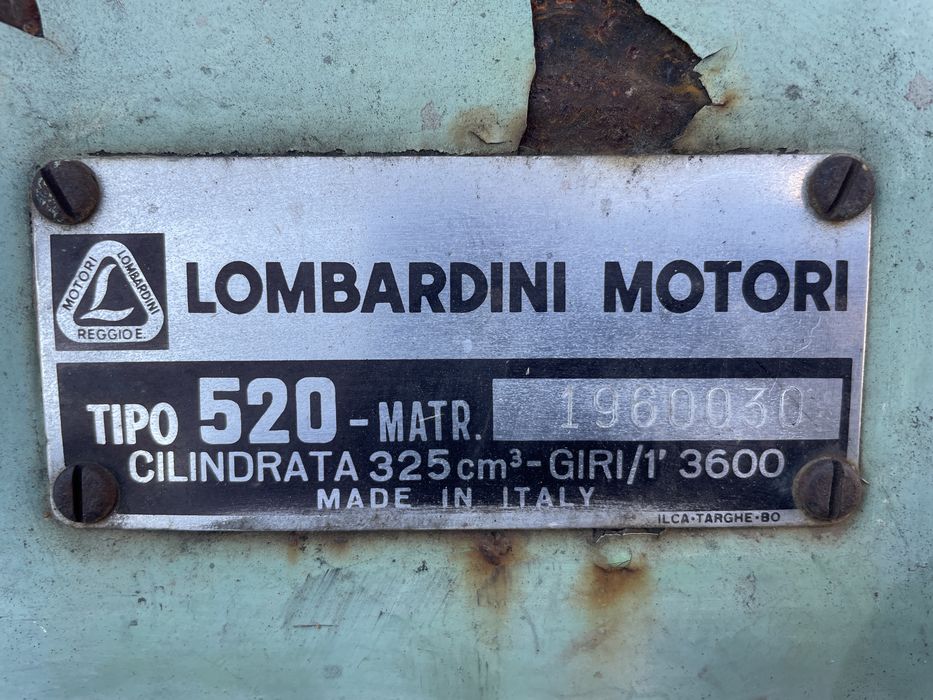 MOTORI LOMBARDINI
REGGIO E.
LOMBARDINI MOTORI
TIPO 520 - MATR. 1960030
CILINDRATA 325 cm³ - GIRI/1' 3600
MADE IN ITALY
ILCA·TARGHE·BO